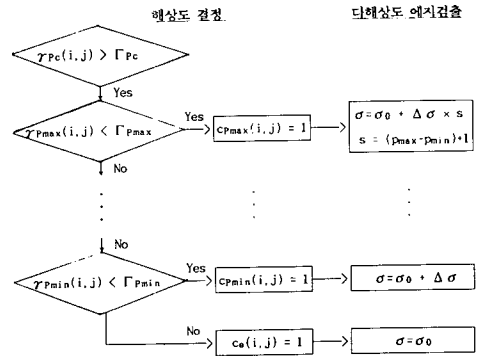 해상도 결정 다해상도 에지검출
γPc(i,j) > ΓPc
Yes
γPmax(i,j) < ΓPmax Yes cPmax(i,j) = 1 σ=σ0 + Δσ × s
s = (pmax-pmin)+1
No
No
γPmin(i,j) < ΓPmin Yes cPmin(i,j) = 1 σ=σ0 + Δσ
No ce(i,j) = 1 σ=σ0